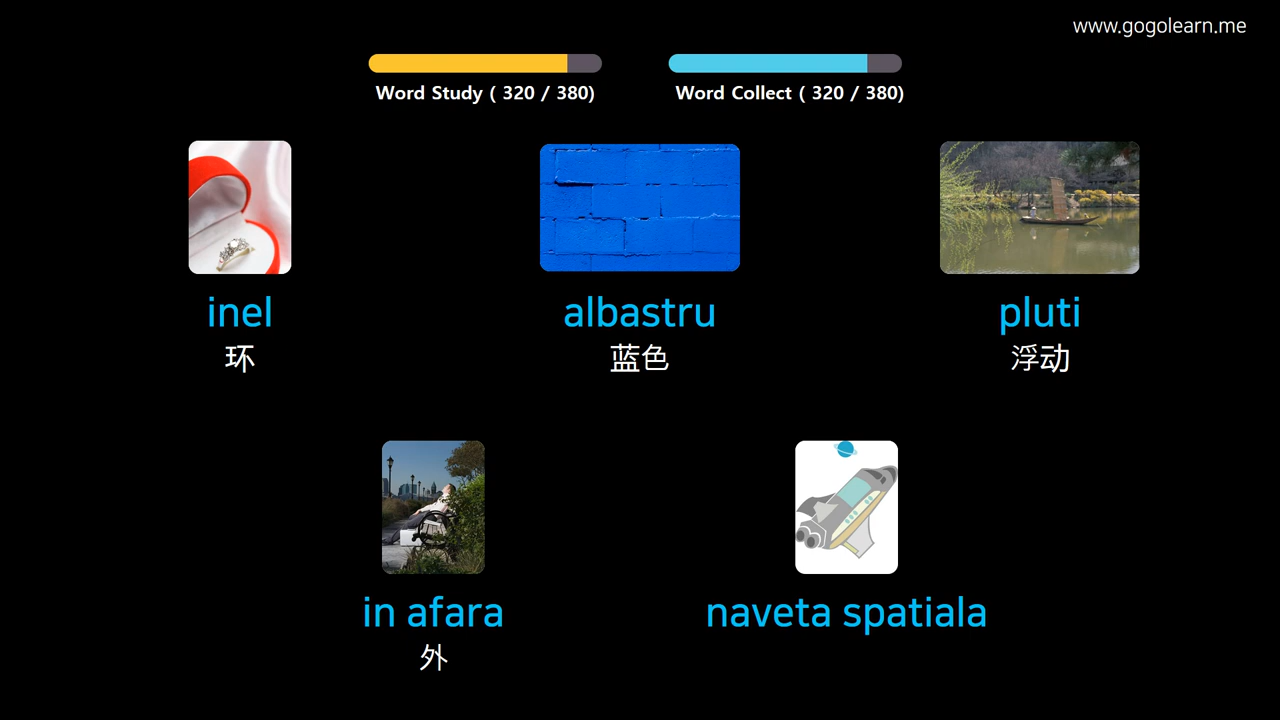 www.gogolearn.me
Word Study ( 320 / 380)
Word Collect ( 320 / 380)
inel
环
albastru
蓝色
pluti
浮动
in afara
外
naveta spatiala